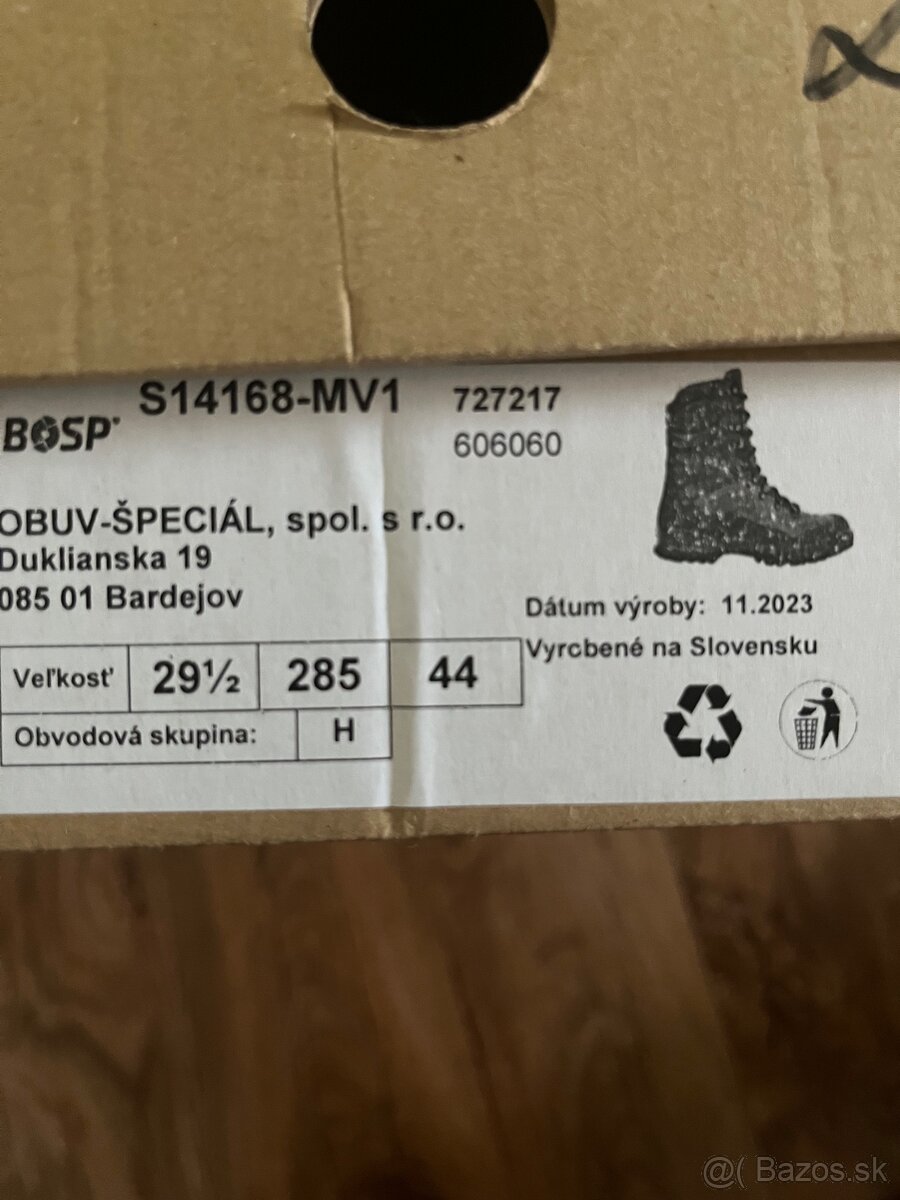 S14168-MV1 727217
BOSP
606060
OBUV-ŠPECIÁL, spol. s r.o.
Duklianska 19
085 01 Bardejov
Dátum výroby: 11.2023
Vyrcbené na Slovensku
Veľkosť 29½ 285 44
Obvodová skupina: H
@( Bazos.sk